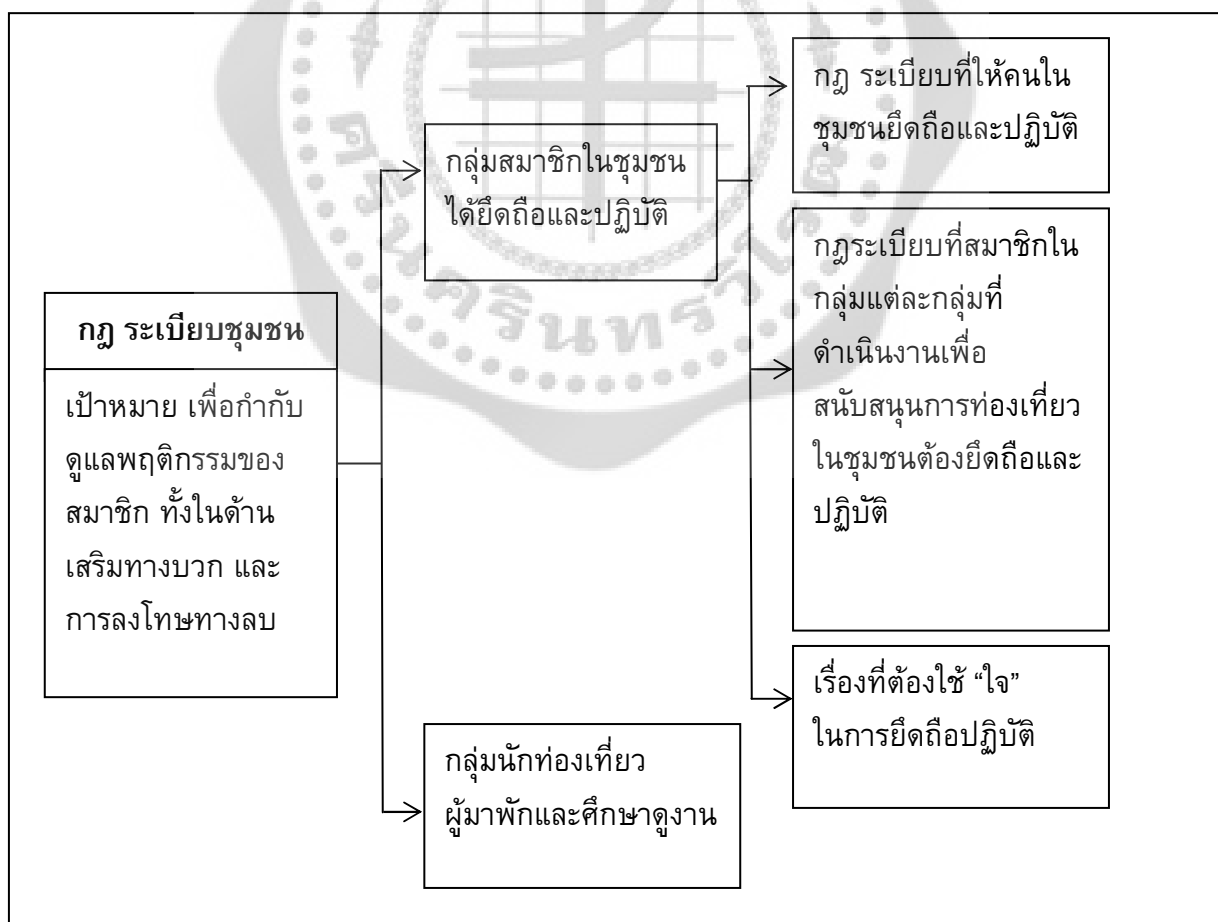 กฎ ระเบียบชุมชน
เป้าหมาย เพื่อกำกับ
ดูแลพฤติกรรมของ
สมาชิก ทั้งในด้าน
เสริมทางบวก และ
การลงโทษทางลบ
กลุ่มสมาชิกในชุมชน
ได้ยึดถือและปฏิบัติ
กฎ ระเบียบที่ให้คนใน
ชุมชนยึดถือและปฏิบัติ
กฎระเบียบที่สมาชิกใน
กลุ่มแต่ละกลุ่มที่
ดำเนินงานเพื่อ
สนับสนุนการท่องเที่ยว
ในชุมชนต้องยึดถือและ
ปฏิบัติ
เรื่องที่ต้องใช้ “ใจ”
ในการยึดถือปฏิบัติ
กลุ่มนักท่องเที่ยว
ผู้มาพักและศึกษาดูงาน
ศรีนครินทรวิโรฒ